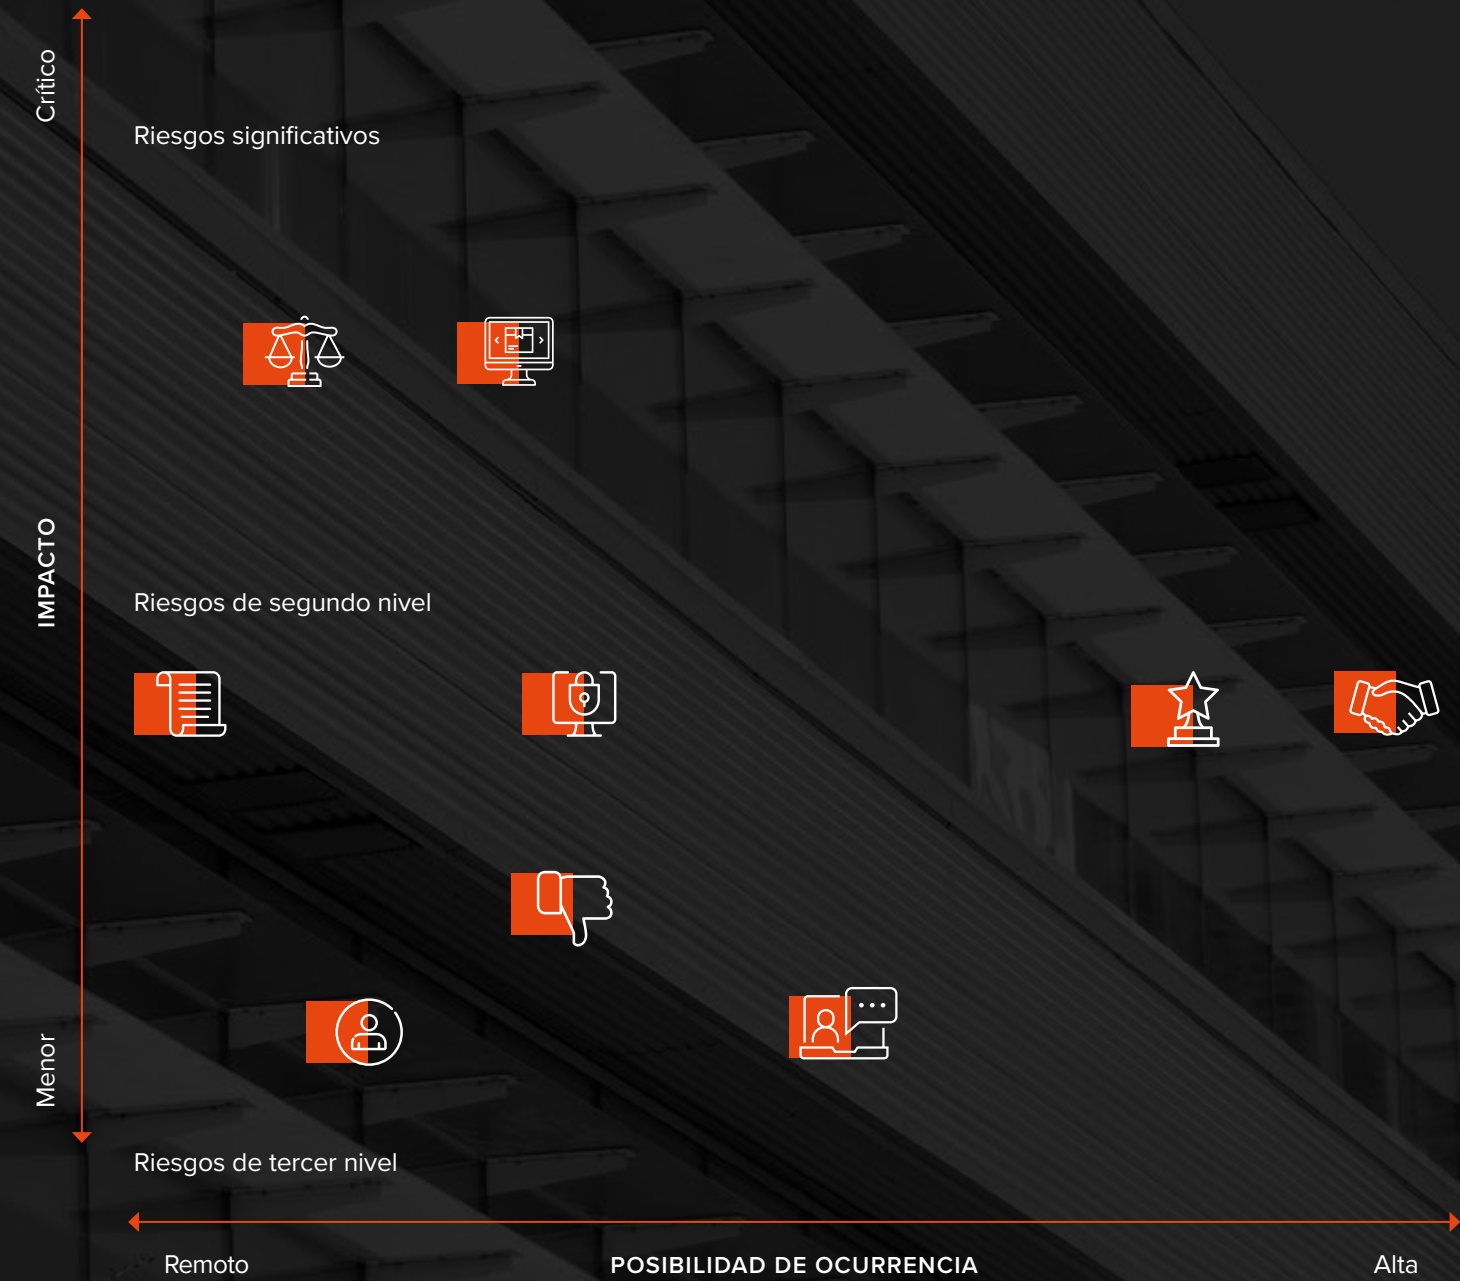 Crítico
Riesgos significativos
IMPACTO
Riesgos de segundo nivel
Menor
Riesgos de tercer nivel
Remoto
POSIBILIDAD DE OCURRENCIA
Alta